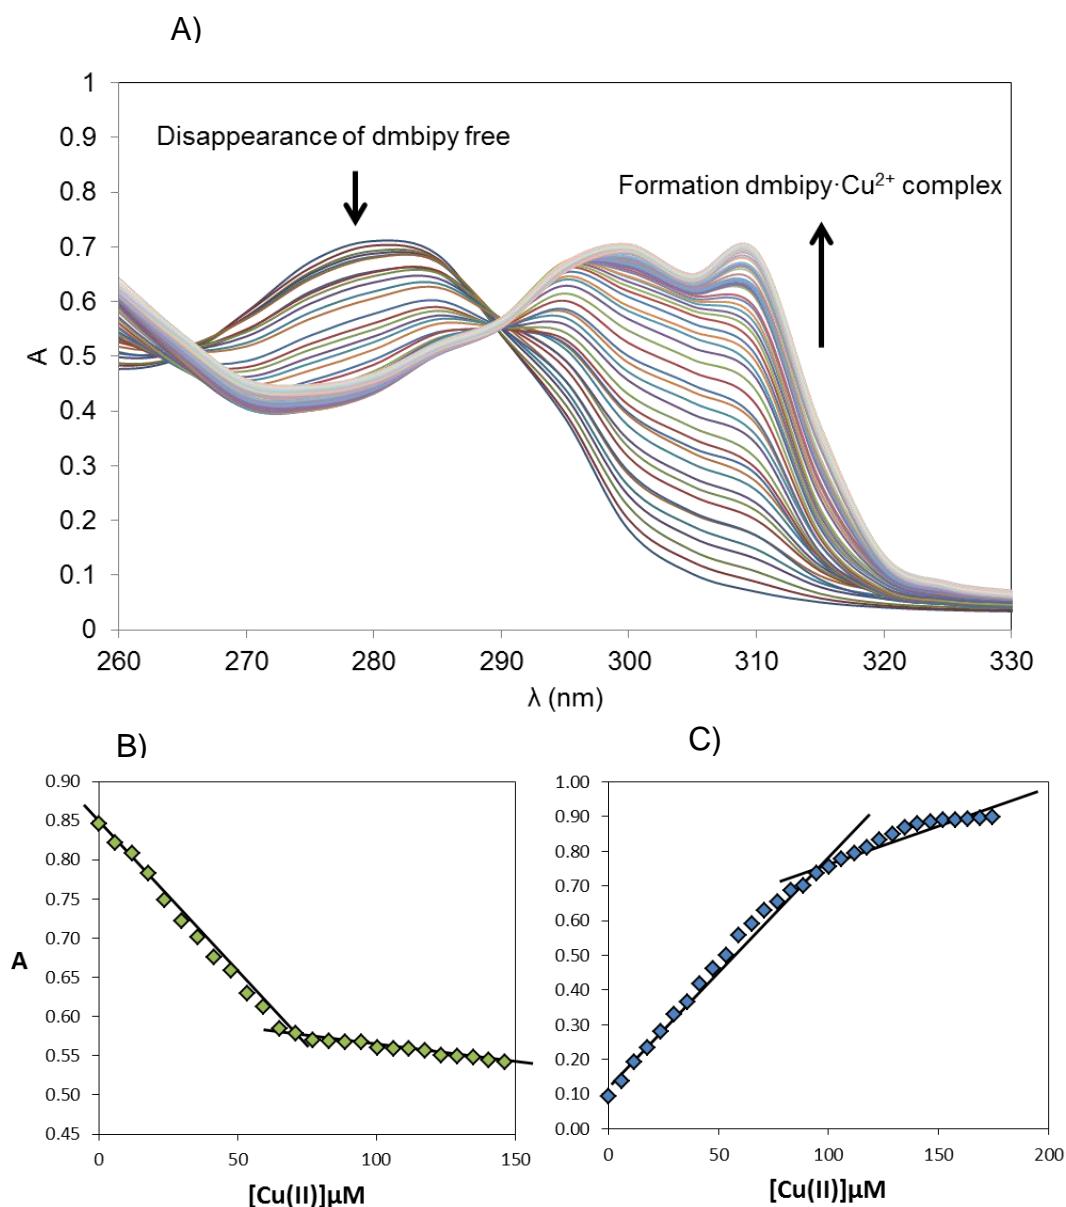 A)
1
0.9
0.8
0.7
0.6
0.5
0.4
0.3
0.2
0.1
0
A
Disappearance of dmbipy free
Formation dmbipy·Cu²⁺ complex
260 270 280 290 300 310 320 330
λ (nm)
B)
0.90
0.85
0.80
0.75
0.70
0.65
0.60
0.55
0.50
0.45
A
0 50 100 150
[Cu(II)]µM
C)
1.00
0.90
0.80
0.70
0.60
0.50
0.40
0.30
0.20
0.10
0.00
0 50 100 150 200
[Cu(II)]µM